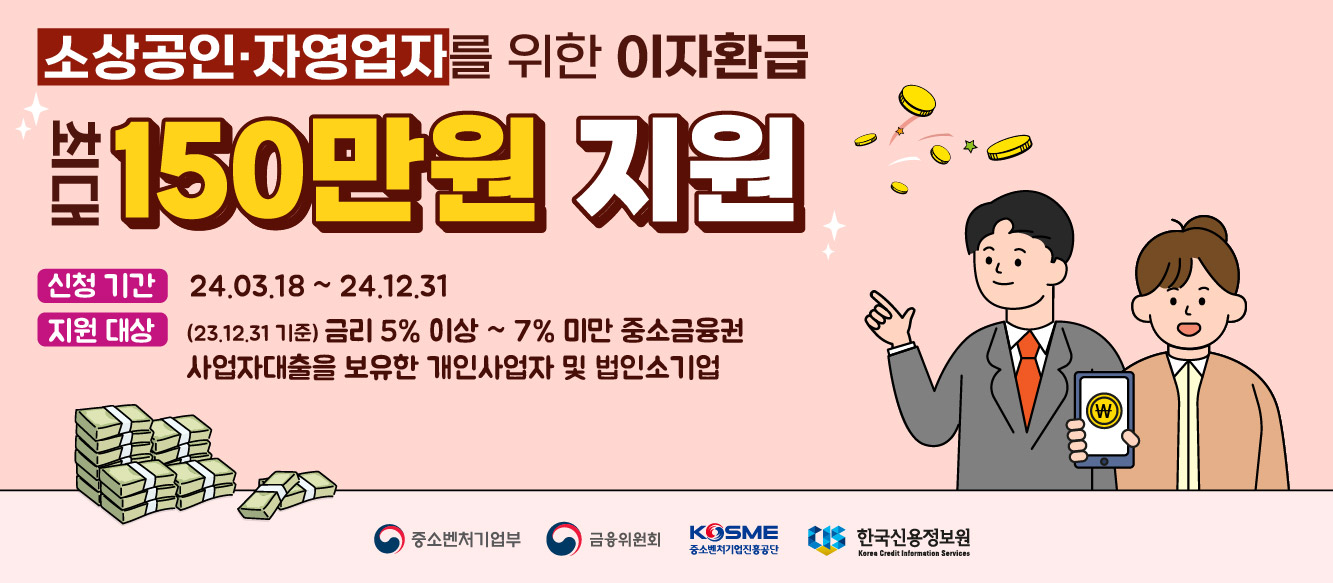 소상공인·자영업자를 위한 이자환급
최대 150만원 지원
신청 기간 24.03.18 ~ 24.12.31
지원 대상 (23.12.31 기준) 금리 5% 이상 ~ 7% 미만 중소금융권
사업자대출을 보유한 개인사업자 및 법인소기업
₩
중소벤처기업부 금융위원회 KOSME 중소벤처기업진흥공단 CIS 한국신용정보원
Korea Credit Information Services